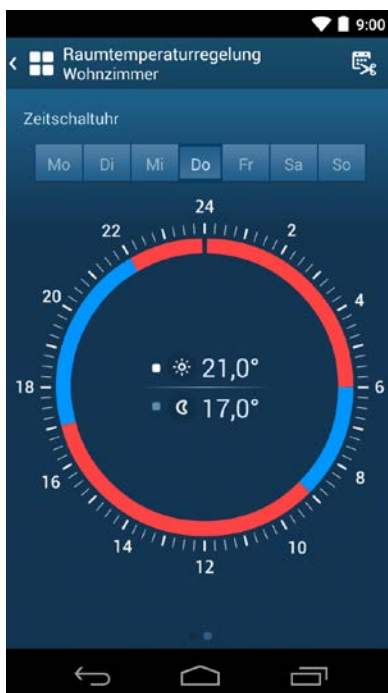 9:00
Raumtemperaturregelung
Wohnzimmer
Zeitschaltuhr
Mo Di Mi Do Fr Sa So
24
22 2
20 4
21,0°
18 6
17,0°
16 8
14 10
12